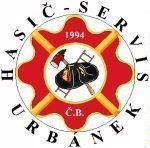 HASIČ-SERVIS
1994
Č.B.
URBÁNEK